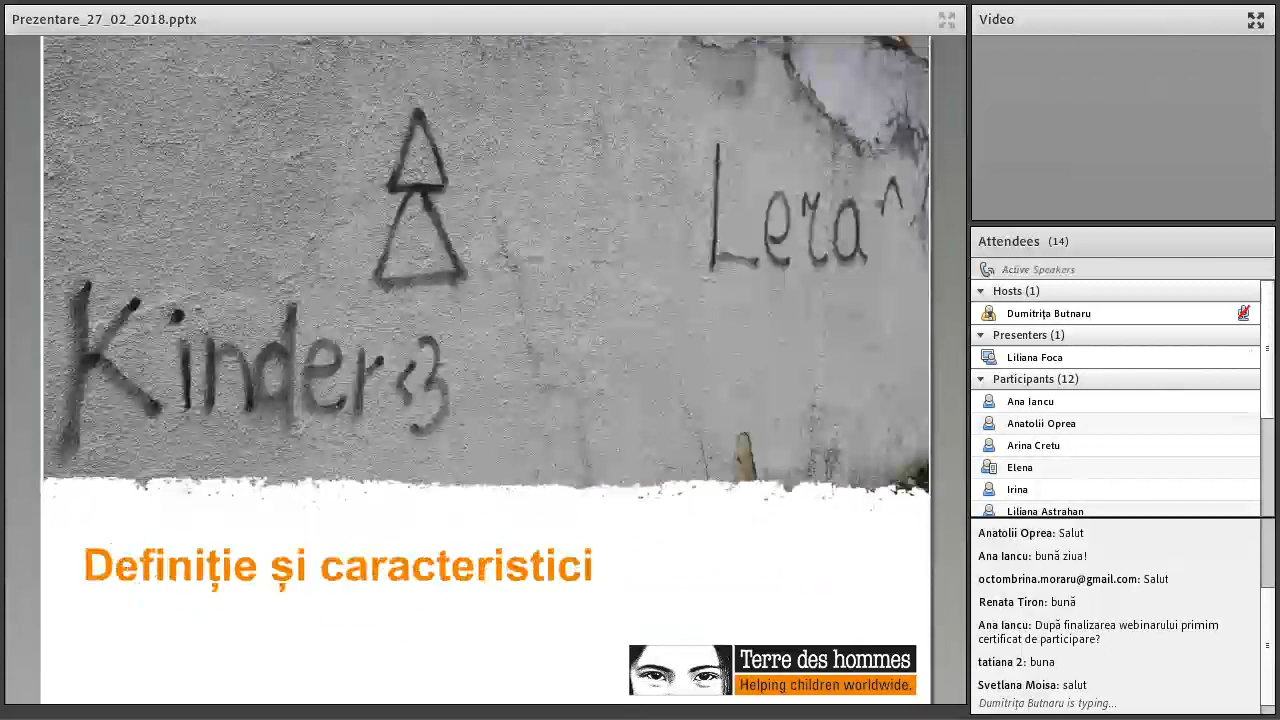 Prezentare_27_02_2018.pptx
Kinder<3
Lera^
Definiție și caracteristici
Terre des hommes
Helping children worldwide.
Video
Attendees (14)
Active Speakers
Hosts (1)
Dumitrița Butnaru
Presenters (1)
Liliana Foca
Participants (12)
Ana Iancu
Anatolii Oprea
Arina Cretu
Elena
Irina
Liliana Astrahan
Anatolii Oprea: Salut
Ana Iancu: bună ziua!
octombrina.moraru@gmail.com: Salut
Renata Tiron: bună
Ana Iancu: După finalizarea webinarului primim
certificat de participare?
tatiana 2: buna
Svetlana Moisa: salut
Dumitrița Butnaru is typing...